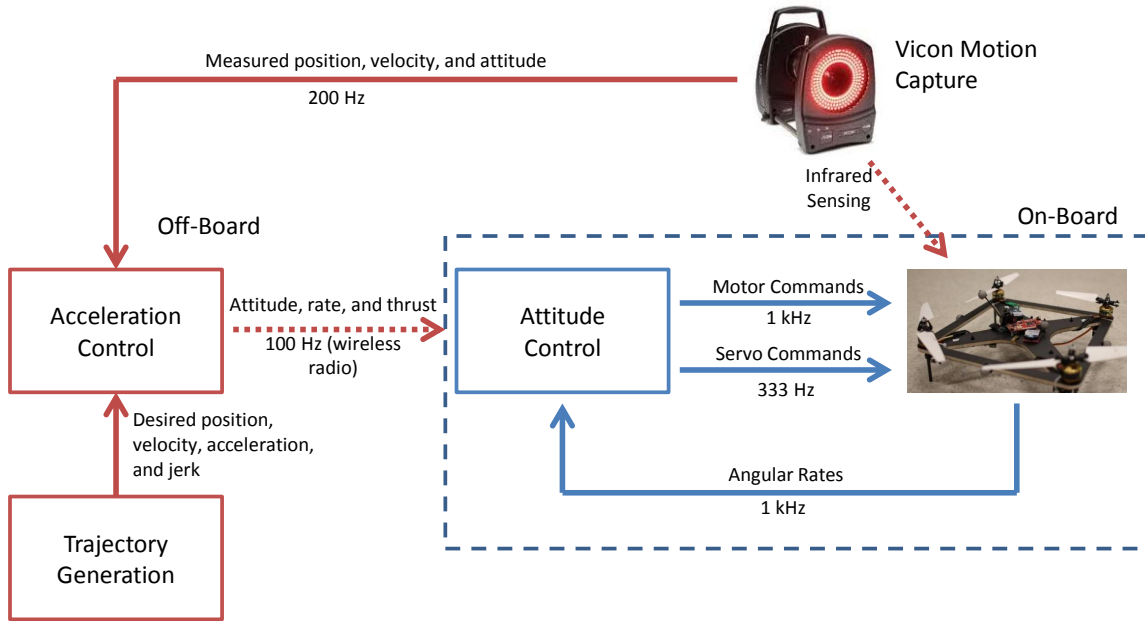 Measured position, velocity, and attitude
200 Hz
Vicon Motion
Capture
Infrared
Sensing
Off-Board
On-Board
Acceleration
Control
Attitude, rate, and thrust
100 Hz (wireless
radio)
Attitude
Control
Motor Commands
1 kHz
Servo Commands
333 Hz
Desired position,
velocity, acceleration,
and jerk
Angular Rates
1 kHz
Trajectory
Generation